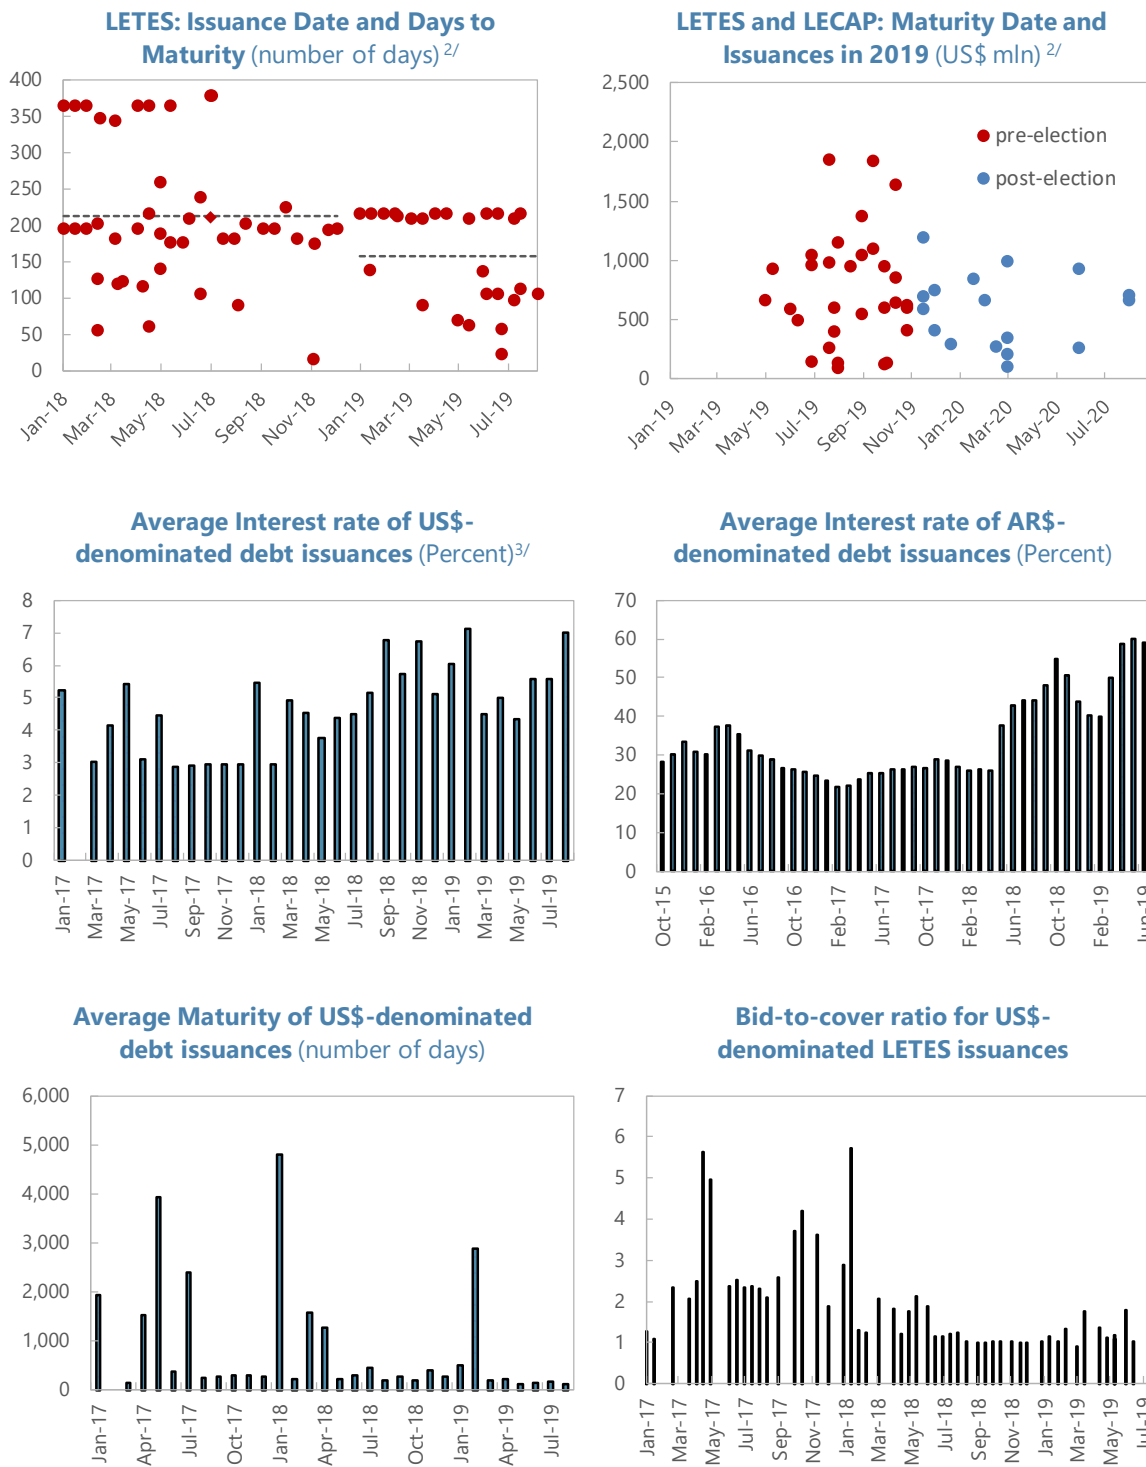 LETES: Issuance Date and Days to
Maturity (number of days) 2/
400
350
300
250
200
150
100
50
0
Jan-18
Mar-18
May-18
Jul-18
Sep-18
Nov-18
Jan-19
Mar-19
May-19
Jul-19
LETES and LECAP: Maturity Date and
Issuances in 2019 (US$ mln) 2/
2,500
2,000
1,500
1,000
500
0
pre-election
post-election
Jan-19
Mar-19
May-19
Jul-19
Sep-19
Nov-19
Jan-20
Mar-20
May-20
Jul-20
Average Interest rate of US$-
denominated debt issuances (Percent)3/
8
7
6
5
4
3
2
1
0
Jan-17
Mar-17
May-17
Jul-17
Sep-17
Nov-17
Jan-18
Mar-18
May-18
Jul-18
Sep-18
Nov-18
Jan-19
Mar-19
May-19
Jul-19
Average Interest rate of AR$-
denominated debt issuances (Percent)
70
60
50
40
30
20
10
0
Oct-15
Feb-16
Jun-16
Oct-16
Feb-17
Jun-17
Oct-17
Feb-18
Jun-18
Oct-18
Feb-19
Jun-19
Average Maturity of US$-denominated
debt issuances (number of days)
6,000
5,000
4,000
3,000
2,000
1,000
0
Jan-17
Apr-17
Jul-17
Oct-17
Jan-18
Apr-18
Jul-18
Oct-18
Jan-19
Apr-19
Jul-19
Bid-to-cover ratio for US$-
denominated LETES issuances
7
6
5
4
3
2
1
0
Jan-17
Mar-17
May-17
Jul-17
Sep-17
Nov-17
Jan-18
Mar-18
May-18
Jul-18
Sep-18
Nov-18
Jan-19
Mar-19
May-19
Jul-19